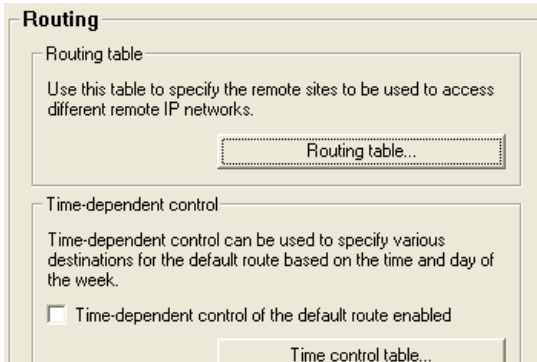 Routing
Routing table
Use this table to specify the remote sites to be used to access
different remote IP networks.
Routing table...
Time-dependent control
Time-dependent control can be used to specify various
destinations for the default route based on the time and day of
the week.
Time-dependent control of the default route enabled
Time control table...